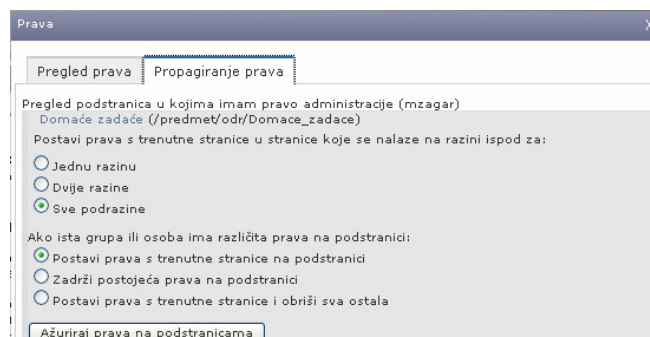 Prava X
Pregled prava Propagiranje prava
Pregled podstranica u kojima imam pravo administracije (mzagar)
Domaće zadaće (/predmet/odr/Domace_zadace)
Postavi prava s trenutne stranice u stranice koje se nalaze na razini ispod za:
Jednu razinu
Dvije razine
Sve podrazine
Ako ista grupa ili osoba ima različita prava na podstranici:
Postavi prava s trenutne stranice na podstranici
Zadrži postojeća prava na podstranici
Postavi prava s trenutne stranice i obriši sva ostala
Ažuriraj prava na podstranicama